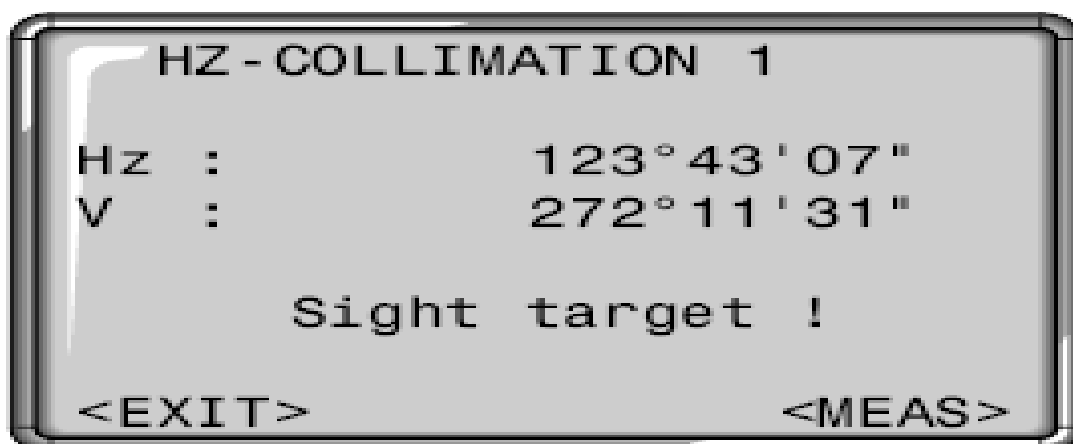 HZ-COLLIMATION 1
Hz : 123°43'07"
V : 272°11'31"
Sight target !
<EXIT> <MEAS>